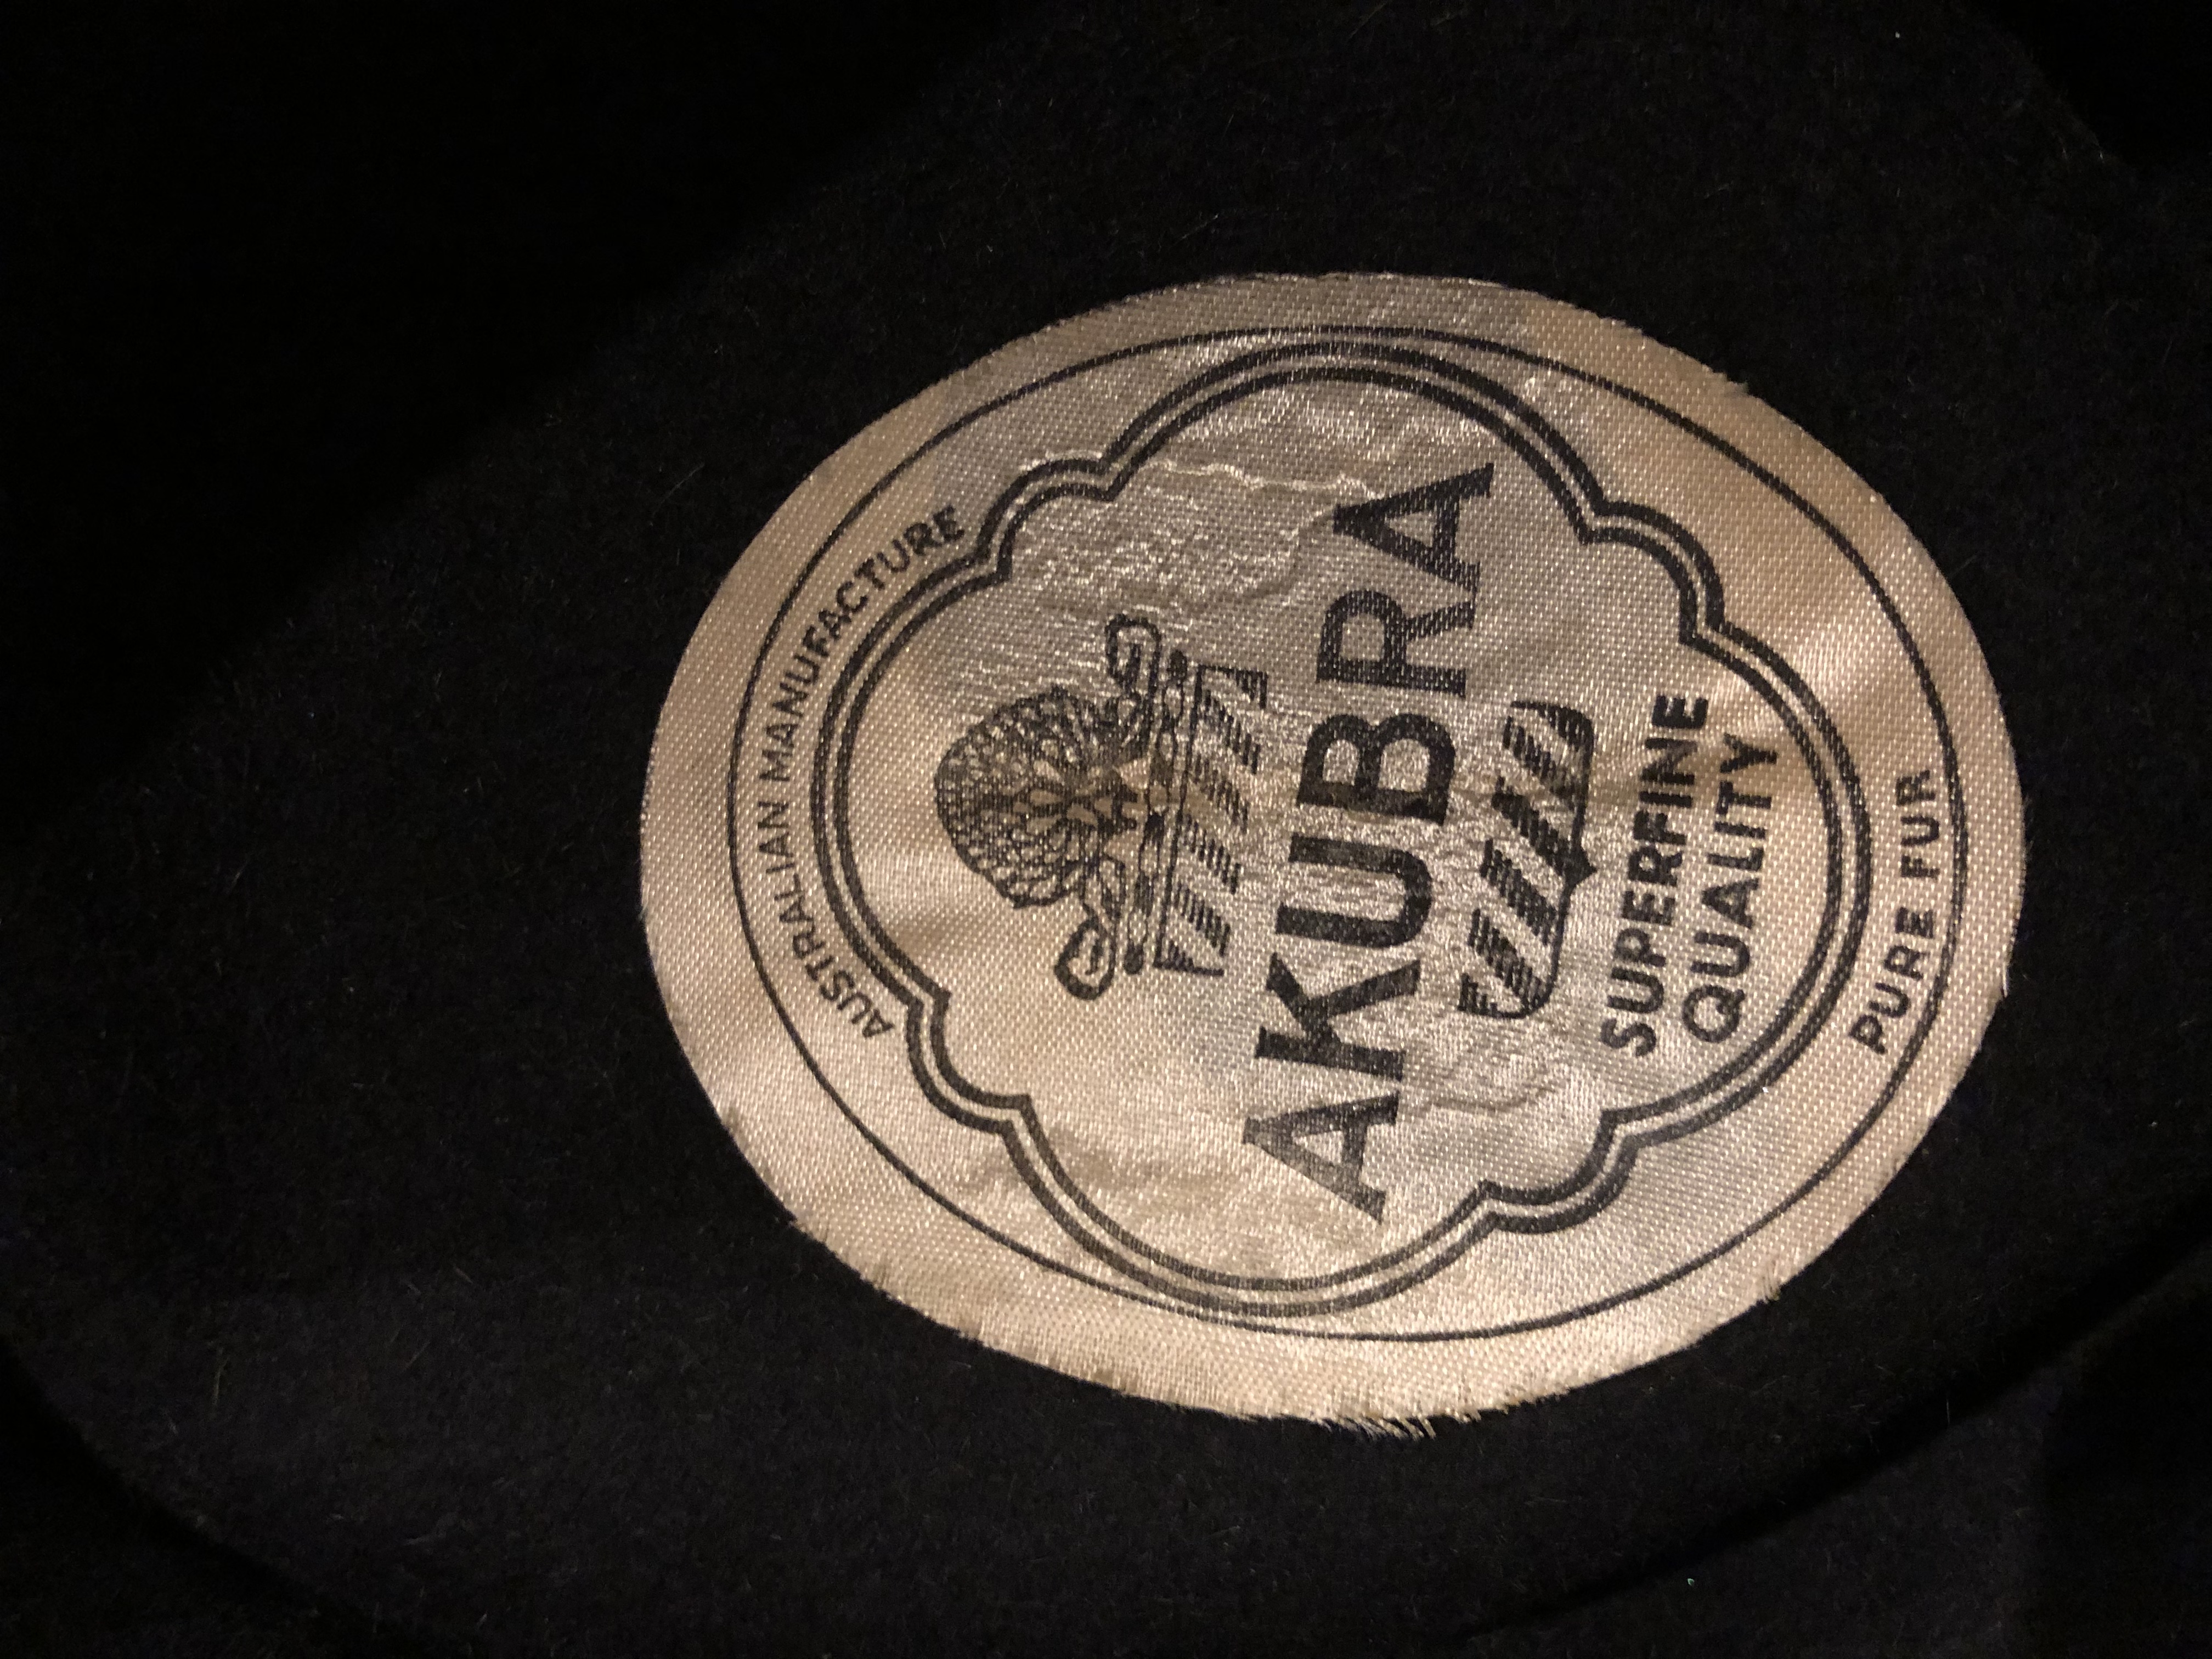 AUSTRALIAN MANUFACTURE
AKUBRA
SUPERFINE
QUALITY
PURE FUR